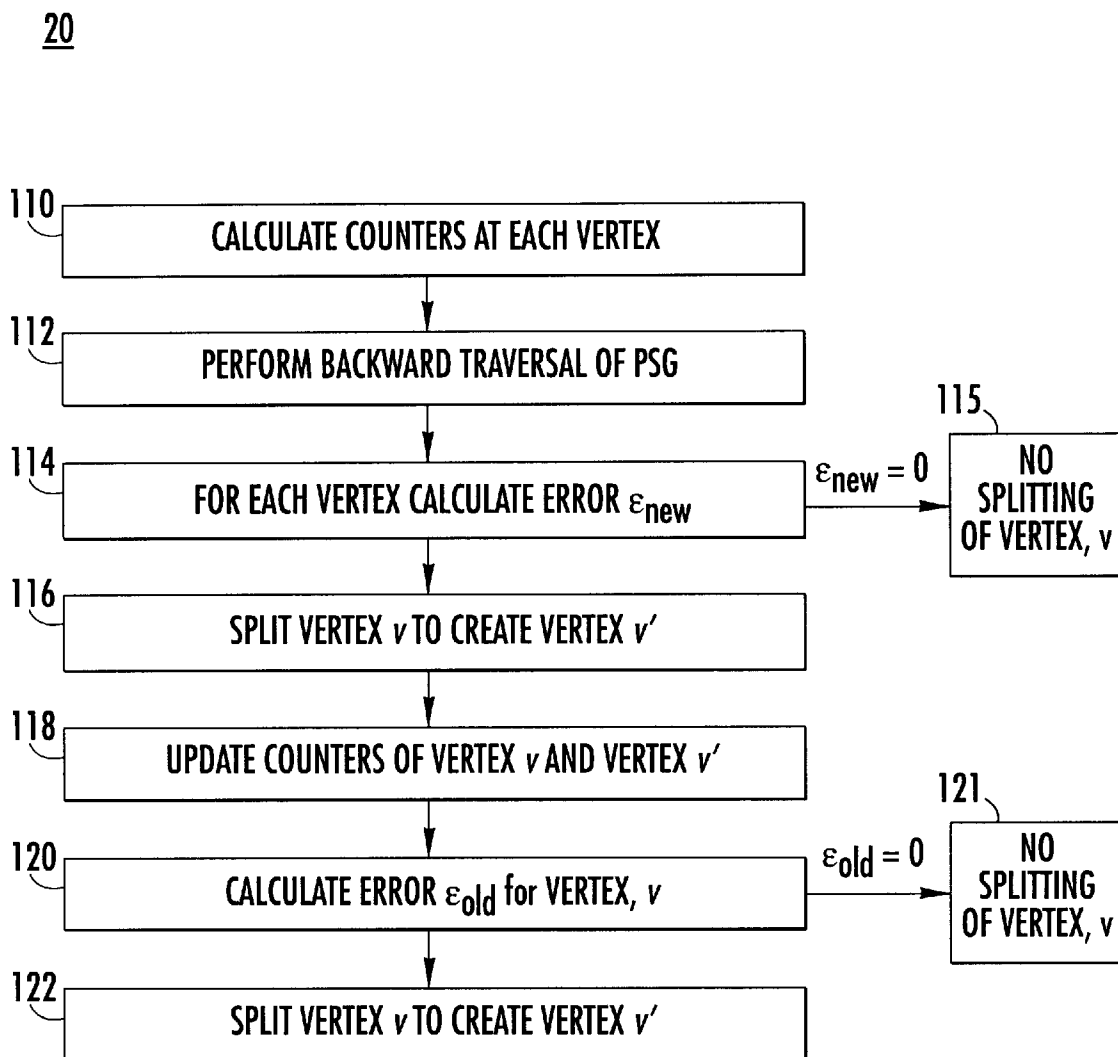 20
110
CALCULATE COUNTERS AT EACH VERTEX
112
PERFORM BACKWARD TRAVERSAL OF PSG
114
FOR EACH VERTEX CALCULATE ERROR εnew
εnew = 0
115
NO
SPLITTING
OF VERTEX, v
116
SPLIT VERTEX v TO CREATE VERTEX v'
118
UPDATE COUNTERS OF VERTEX v AND VERTEX v'
120
CALCULATE ERROR εold for VERTEX, v
εold = 0
121
NO
SPLITTING
OF VERTEX, v
122
SPLIT VERTEX v TO CREATE VERTEX v'